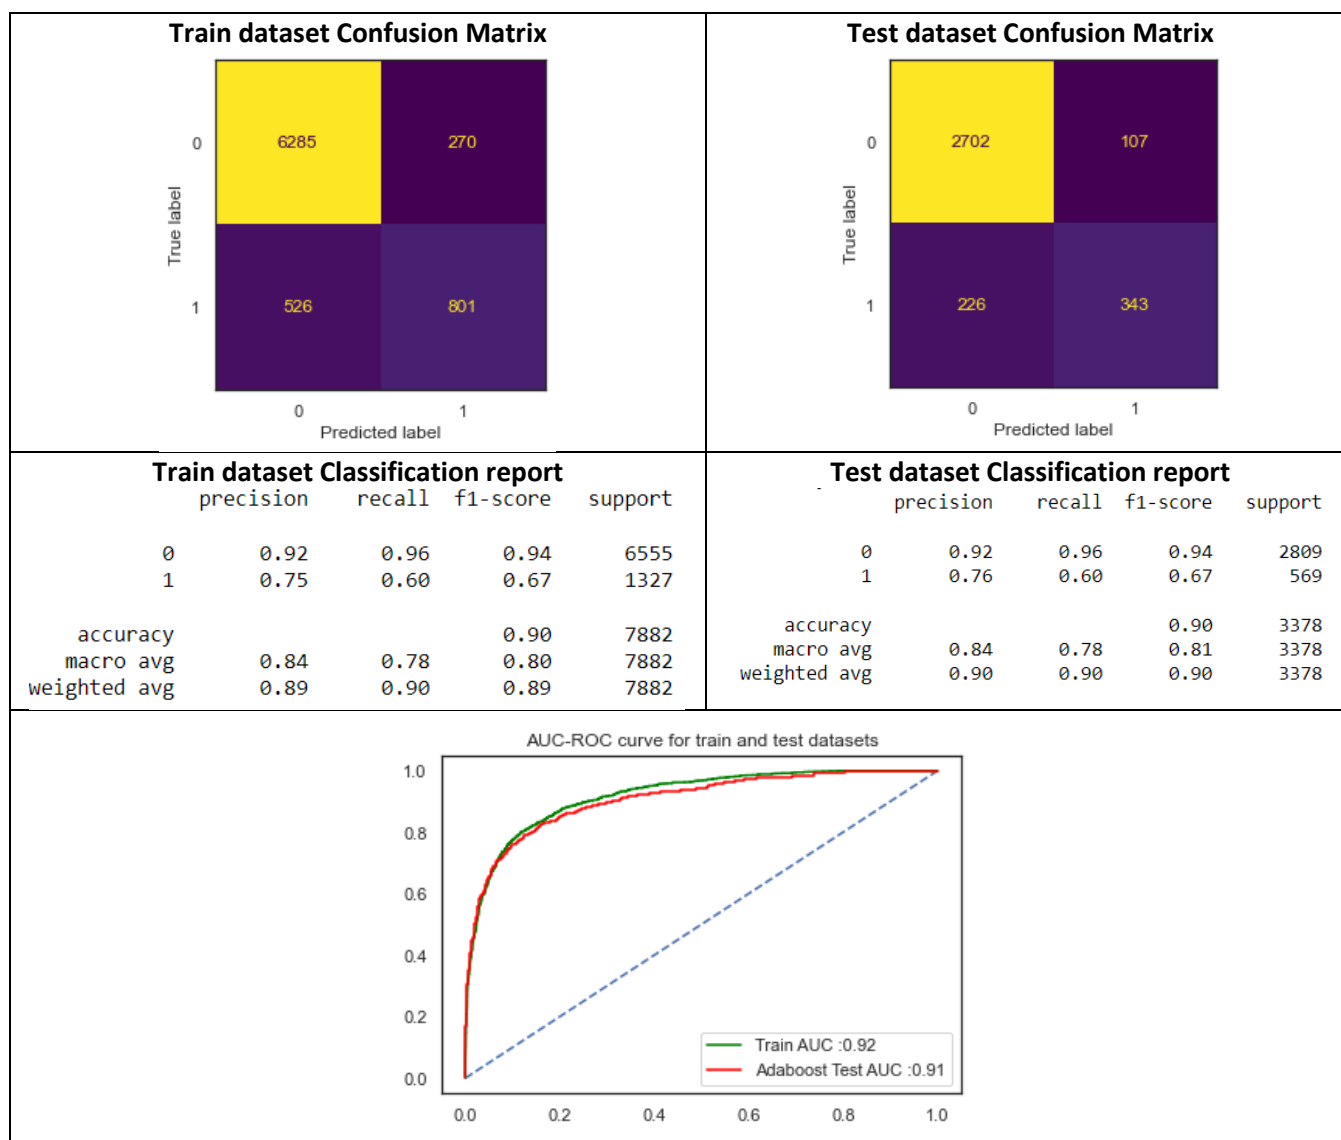 Train dataset Confusion Matrix
0
6285
270
True label
1
526
801
0
1
Predicted label
Test dataset Confusion Matrix
0
2702
107
True label
1
226
343
0
1
Predicted label
Train dataset Classification report
precision recall f1-score support
0 0.92 0.96 0.94 6555
1 0.75 0.60 0.67 1327
accuracy 0.90 7882
macro avg 0.84 0.78 0.80 7882
weighted avg 0.89 0.90 0.89 7882
Test dataset Classification report
precision recall f1-score support
0 0.92 0.96 0.94 2809
1 0.76 0.60 0.67 569
accuracy 0.90 3378
macro avg 0.84 0.78 0.81 3378
weighted avg 0.90 0.90 0.90 3378
AUC-ROC curve for train and test datasets
1.0
0.8
0.6
0.4
0.2
0.0
Train AUC :0.92
Adaboost Test AUC :0.91
0.0 0.2 0.4 0.6 0.8 1.0